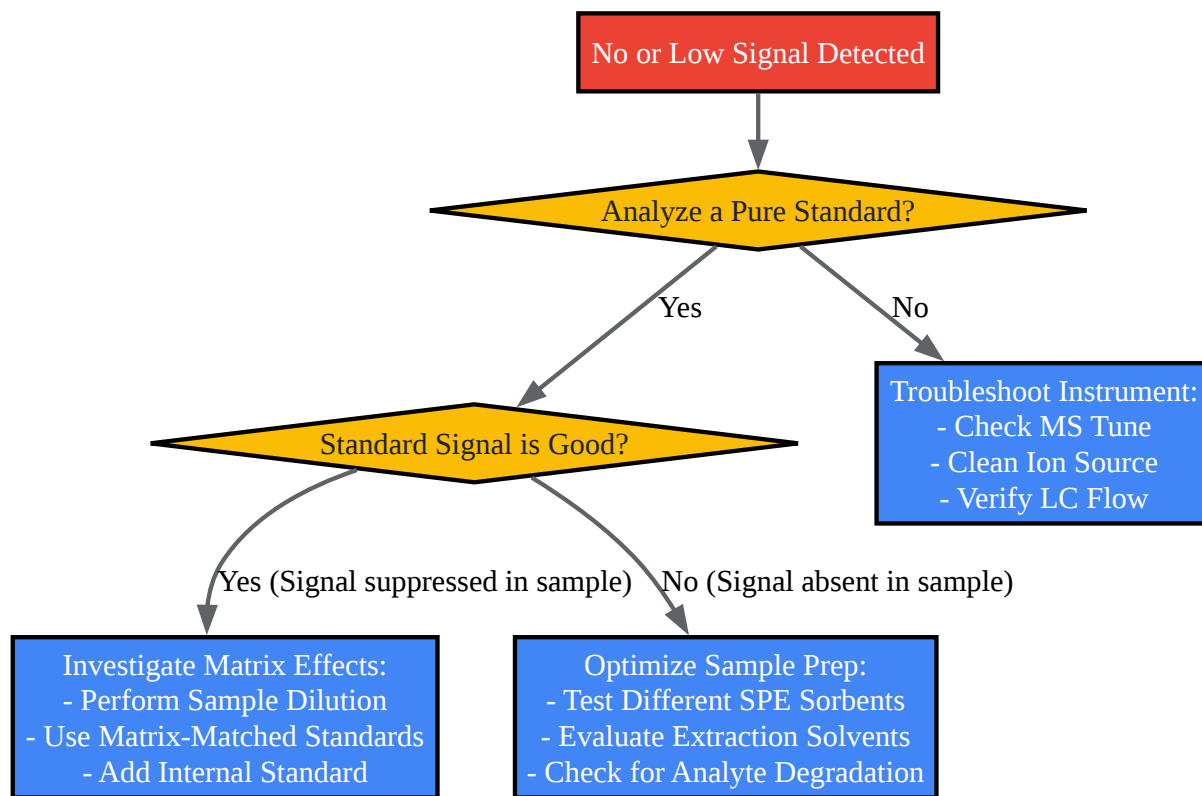 No or Low Signal Detected
Analyze a Pure Standard?
Yes
No
Troubleshoot Instrument:
- Check MS Tune
- Clean Ion Source
- Verify LC Flow
Standard Signal is Good?
Yes (Signal suppressed in sample)
No (Signal absent in sample)
Investigate Matrix Effects:
- Perform Sample Dilution
- Use Matrix-Matched Standards
- Add Internal Standard
Optimize Sample Prep:
- Test Different SPE Sorbents
- Evaluate Extraction Solvents
- Check for Analyte Degradation